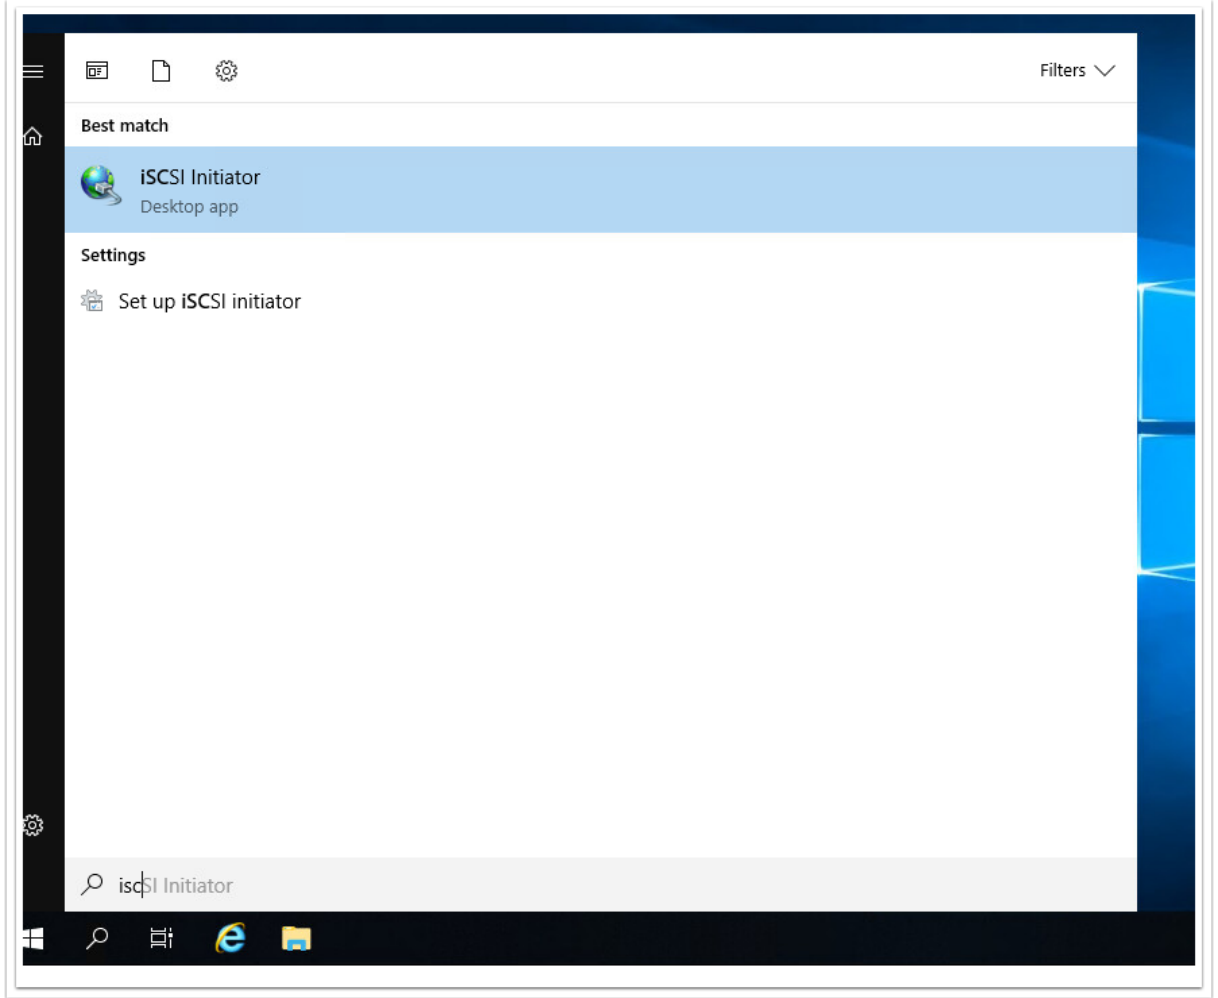 Filters
Best match
iSCSI Initiator
Desktop app
Settings
Set up iSCSI initiator
iscSI Initiator